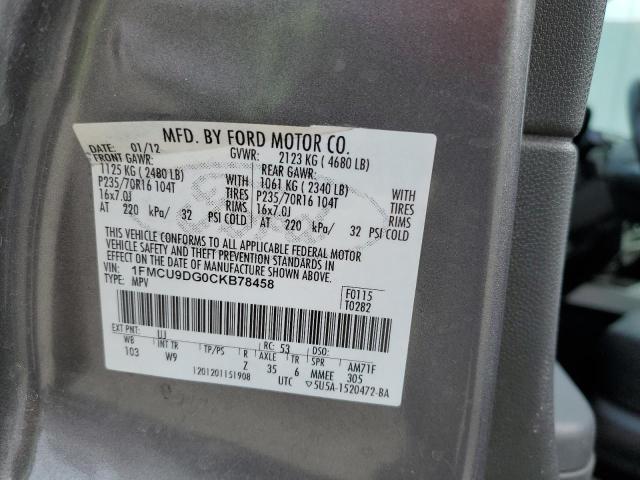 MFD. BY FORD MOTOR CO.
DATE: 01/12 GVWR: 2123 KG ( 4680 LB)
FRONT GAWR: REAR GAWR:
1125 KG ( 2480 LB) WITH 1061 KG ( 2340 LB) WITH
P235/70R16 104T TIRES P235/70R16 104T TIRES
16x7.0J RIMS 16x7.0J RIMS
AT 220 kPa/ 32 PSI COLD AT 220 kPa/ 32 PSI COLD
THIS VEHICLE CONFORMS TO ALL APPLICABLE FEDERAL MOTOR
VEHICLE SAFETY AND THEFT PREVENTION STANDARDS IN
EFFECT ON THE DATE OF MANUFACTURE SHOWN ABOVE.
VIN: 1FMCU9DG0CKB78458
TYPE: MPV
F0115
T0282
EXT PNT: UJ RC: 53 DSO:
WB INT TR TP/PS R AXLE TR SPR AM71F
103 W9 Z 35 6 MMEE 305
1201201151908 UTC ▽5U5A-1520472-BA